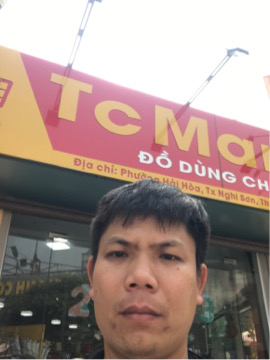 TcMar
ĐỒ DÙNG CH
Địa chỉ: Phường Hải Hòa, Tx Nghi Sơn, Th